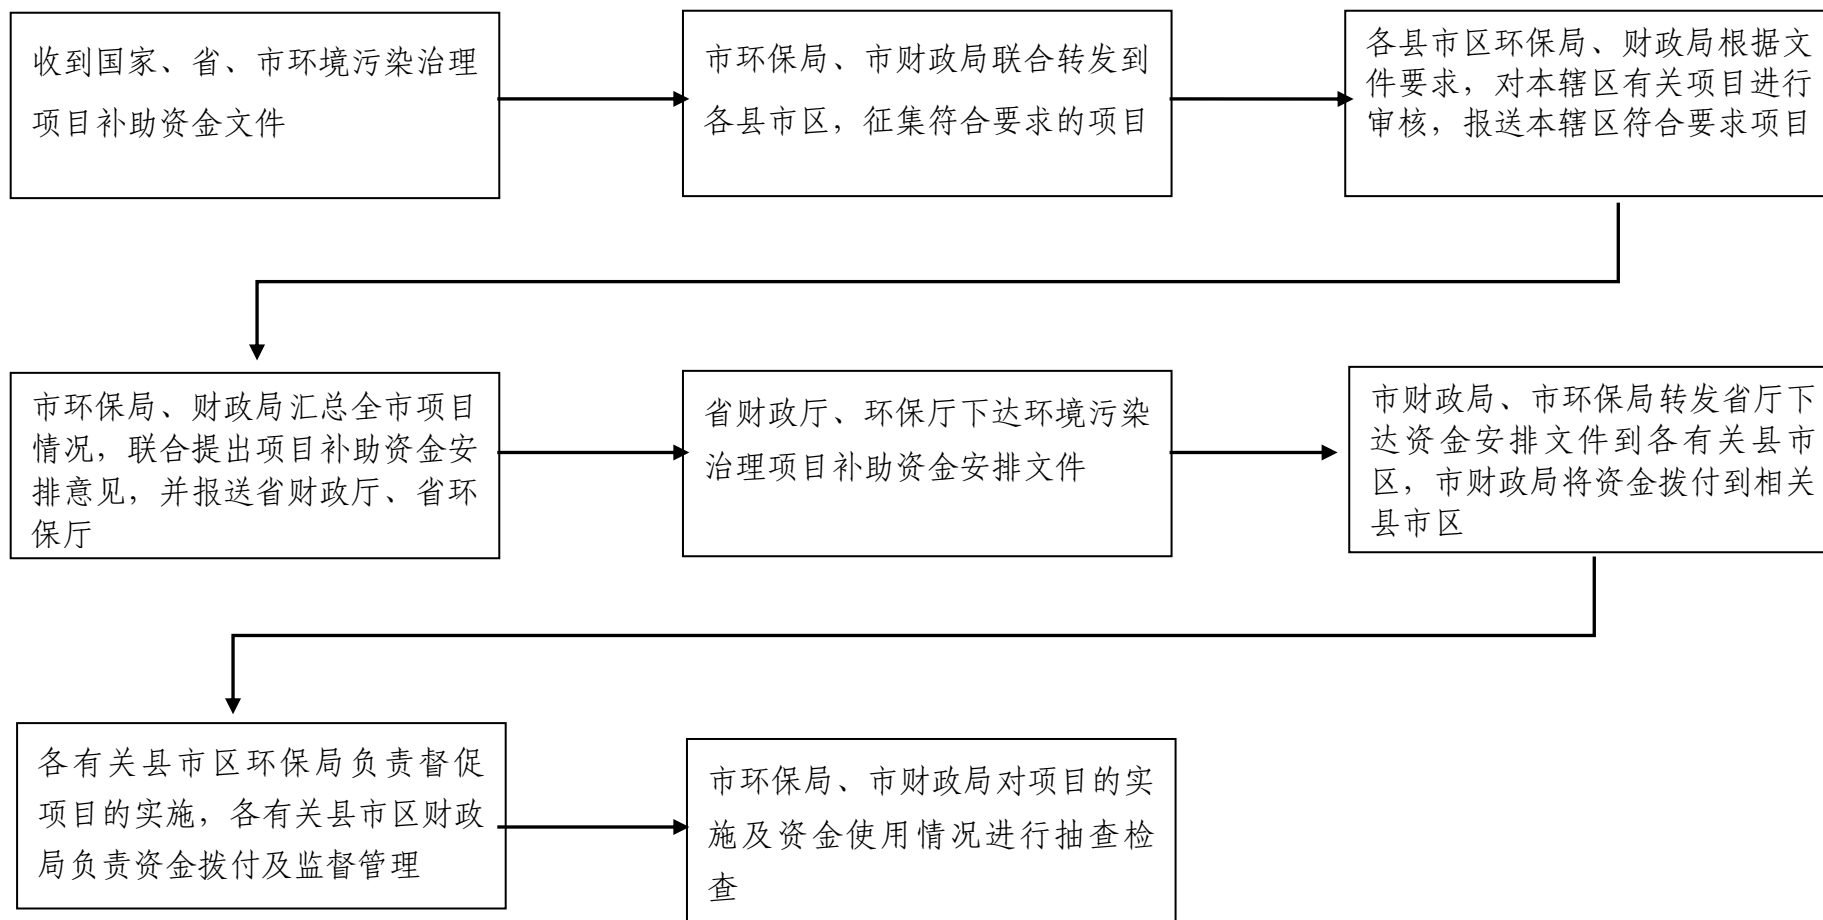 收到国家、省、市环境污染治理
项目补助资金文件
市环保局、市财政局联合转发到
各县市区，征集符合要求的项目
各县市区环保局、财政局根据文
件要求，对本辖区有关项目进行
审核，报送本辖区符合要求项目
市环保局、财政局汇总全市项目
情况，联合提出项目补助资金安
排意见，并报送省财政厅、省环
保厅
省财政厅、环保厅下达环境污染
治理项目补助资金安排文件
市财政局、市环保局转发省厅下
达资金安排文件到各有关县市
区，市财政局将资金拨付到相关
县市区
各有关县市区环保局负责督促
项目的实施，各有关县市区财政
局负责资金拨付及监督管理
市环保局、市财政局对项目的实
施及资金使用情况进行抽查检
查